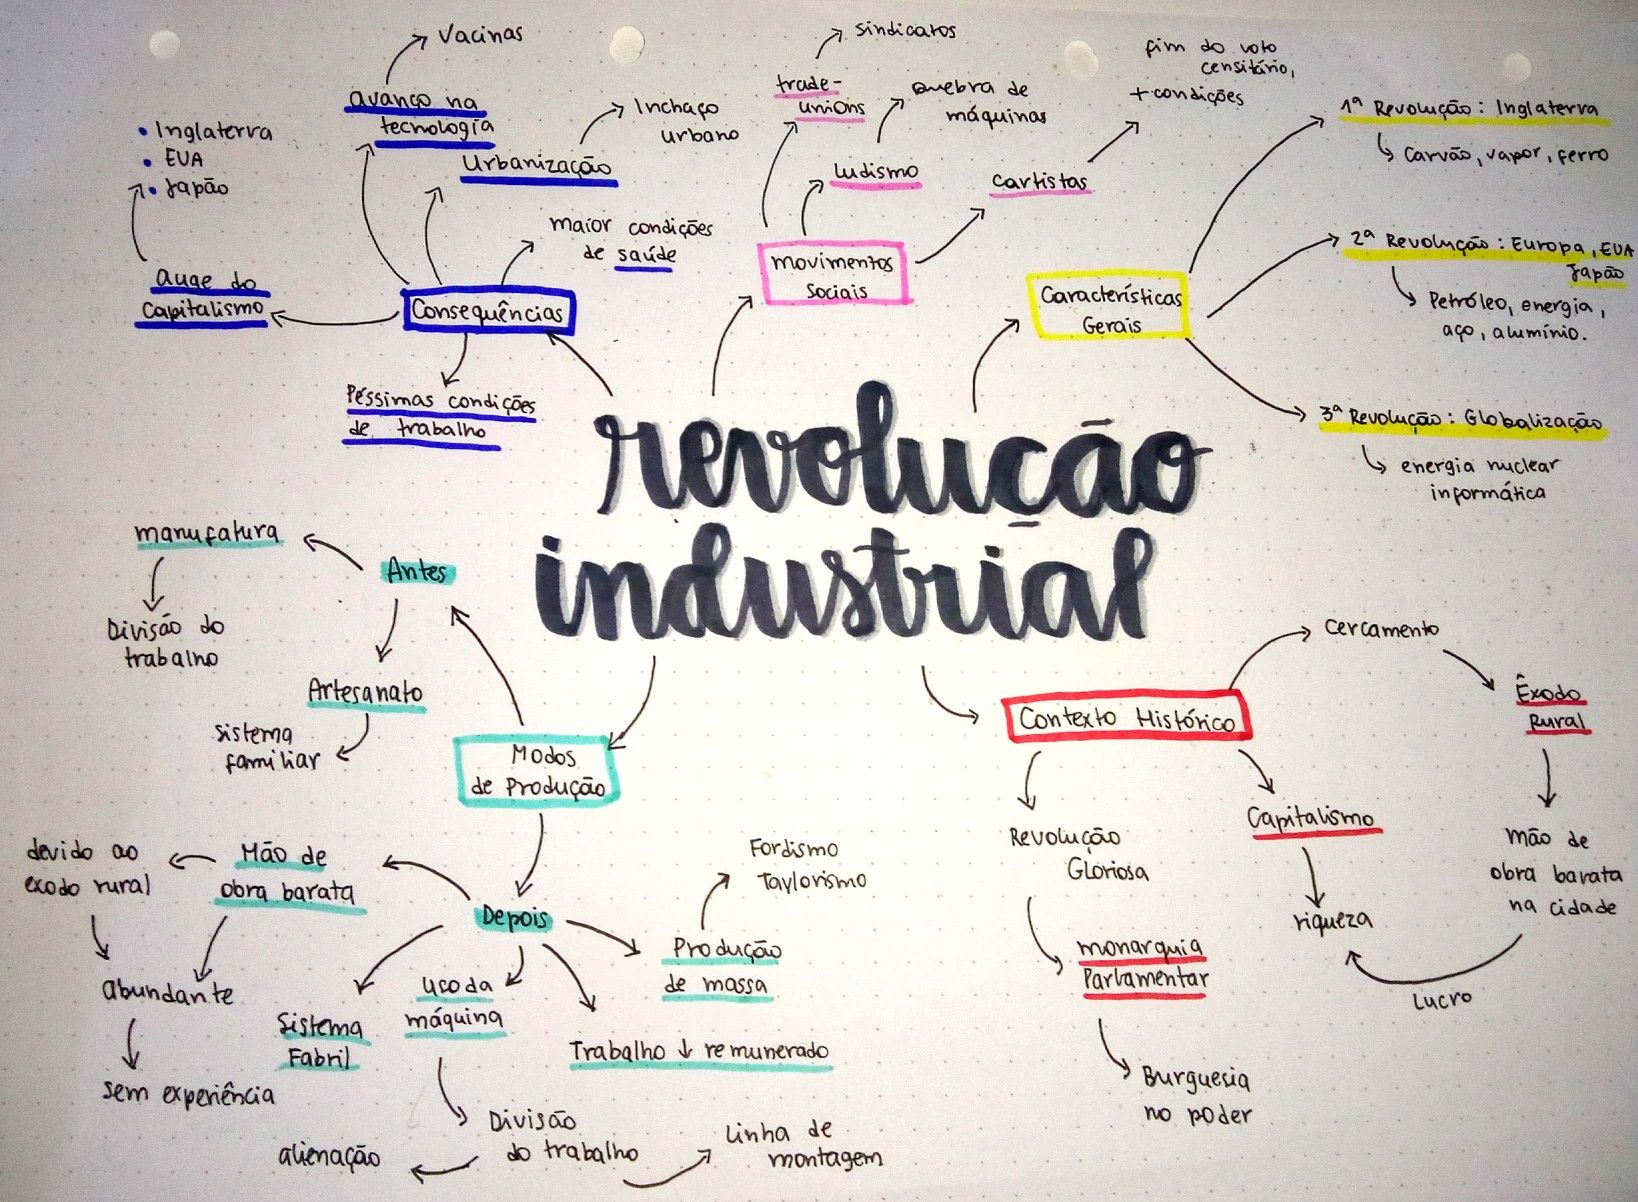 revolução
industrial
Consequências
avanço na
tecnologia
Vacinas
Urbanização
Inchaço
urbano
maior condições
de saúde
auge do
Capitalismo
• Inglaterra
• EUA
• Japão
Péssimas condições
de trabalho
movimentos
Sociais
trade-
unions
sindicatos
ludismo
Quebra de
máquinas
cartistas
fim do voto
censitário,
+ condições
Características
Gerais
1ª Revolução: Inglaterra
Carvão, vapor, ferro
2ª Revolução: Europa, EUA
Japão
Petróleo, energia,
aço, alumínio.
3ª Revolução: Globalização
energia nuclear
informática
Modos
de Produção
Antes
manufatura
Divisão do
trabalho
Artesanato
sistema
familiar
Depois
Mão de
obra barata
devido ao
exodo rural
abundante
sem experiência
Sistema
Fabril
uso da
máquina
Divisão
do trabalho
alienação
Linha de
montagem
Trabalho ↓ remunerado
Produção
de massa
Fordismo
Taylorismo
Contexto Histórico
cercamento
Êxodo
Rural
mão de
obra barata
na cidade
Lucro
Capitalismo
riqueza
Revolução
Gloriosa
monarquia
Parlamentar
Burguesia
no poder